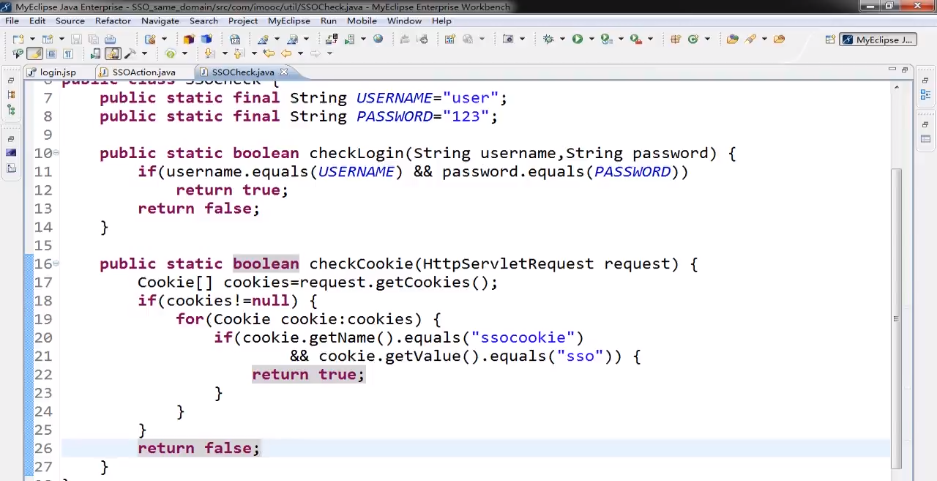 MyEclipse Java Enterprise - SSO_same_domain/src/com/imooc/util/SSOCheck.java - MyEclipse Enterprise Workbench
File Edit Source Refactor Navigate Search Project MyEclipse Run Mobile Window Help
MyEclipse J...
login.jsp SSOAction.java SSOCheck.java
6 public class SSOCheck {
7 public static final String USERNAME="user";
8 public static final String PASSWORD="123";
9
10 public static boolean checkLogin(String username,String password) {
11 if(username.equals(USERNAME) && password.equals(PASSWORD))
12 return true;
13 return false;
14 }
15
16 public static boolean checkCookie(HttpServletRequest request) {
17 Cookie[] cookies=request.getCookies();
18 if(cookies!=null) {
19 for(Cookie cookie:cookies) {
20 if(cookie.getName().equals("ssocookie")
21 && cookie.getValue().equals("sso")) {
22 return true;
23 }
24 }
25 }
26 return false;
27 }